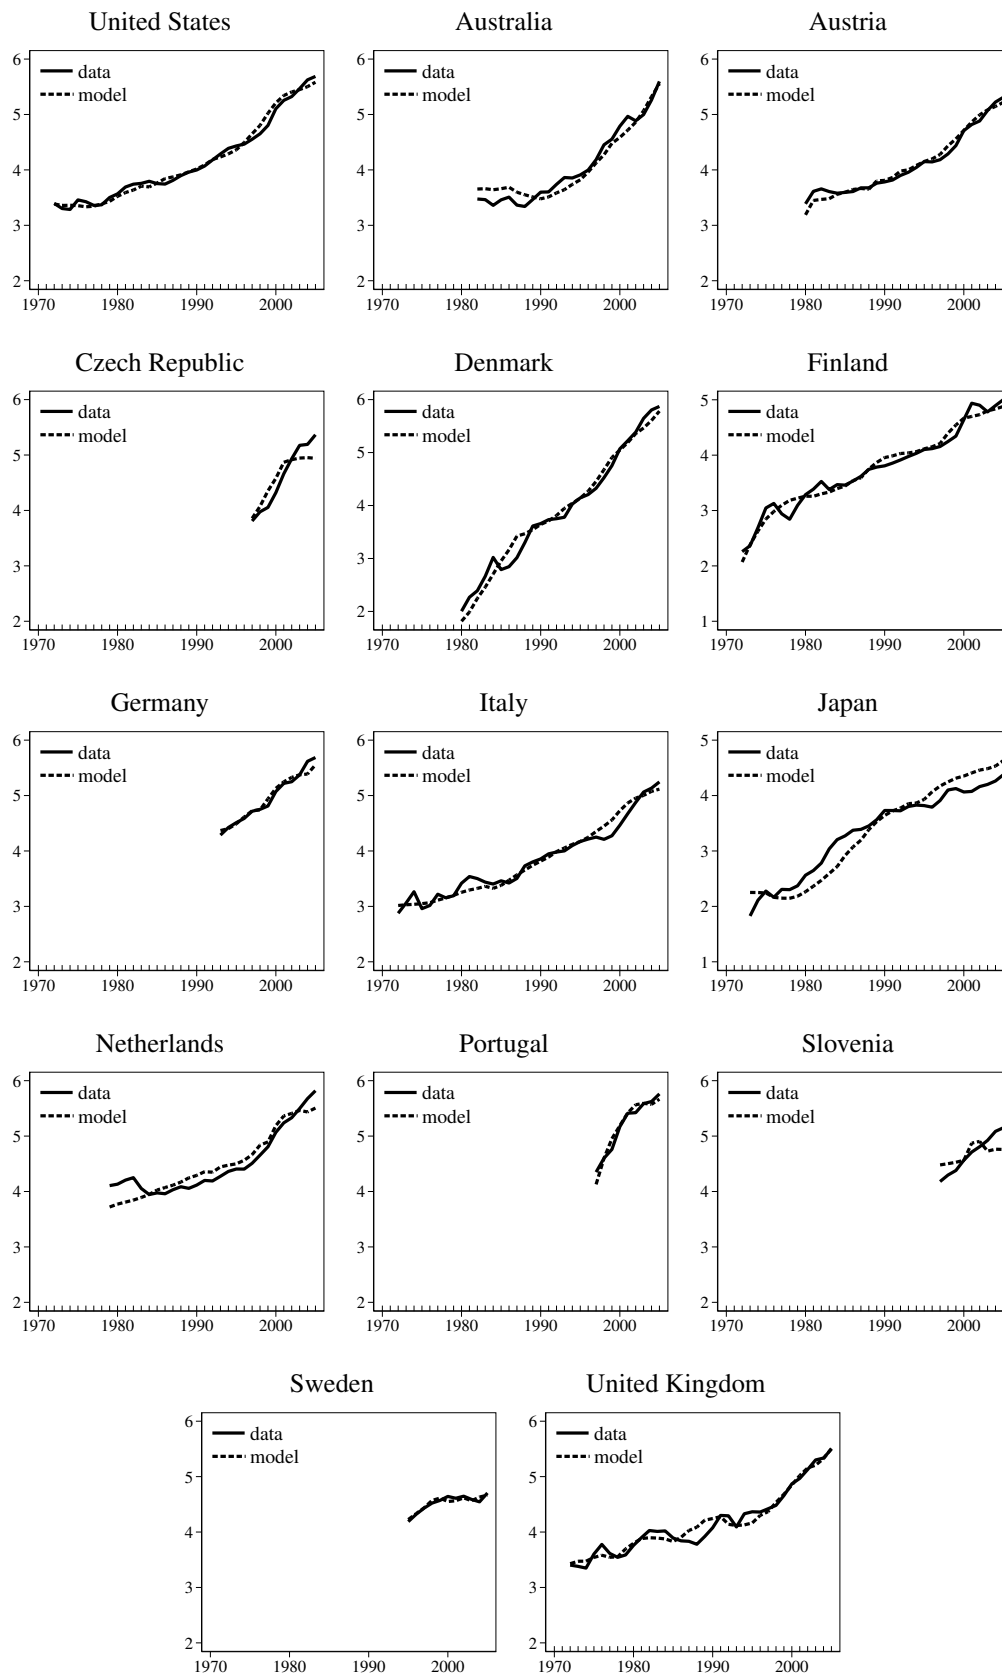 United States Australia Austria
6 data 6 data 6 data
model model model
5 5 5
4 4 4
3 3 3
2 2 2
1970 1980 1990 2000 1970 1980 1990 2000 1970 1980 1990 2000
Czech Republic Denmark Finland
6 data 6 data 5 data
model model model
5 5 4
4 4 3
3 3 2
2 2 1
1970 1980 1990 2000 1970 1980 1990 2000 1970 1980 1990 2000
Germany Italy Japan
6 data 6 data 5 data
model model model
5 5 4
4 4 3
3 3 2
2 2 1
1970 1980 1990 2000 1970 1980 1990 2000 1970 1980 1990 2000
Netherlands Portugal Slovenia
6 data 6 data 6 data
model model model
5 5 5
4 4 4
3 3 3
2 2 2
1970 1980 1990 2000 1970 1980 1990 2000 1970 1980 1990 2000
Sweden United Kingdom
6 data 6 data
model model
5 5
4 4
3 3
2 2
1970 1980 1990 2000 1970 1980 1990 2000